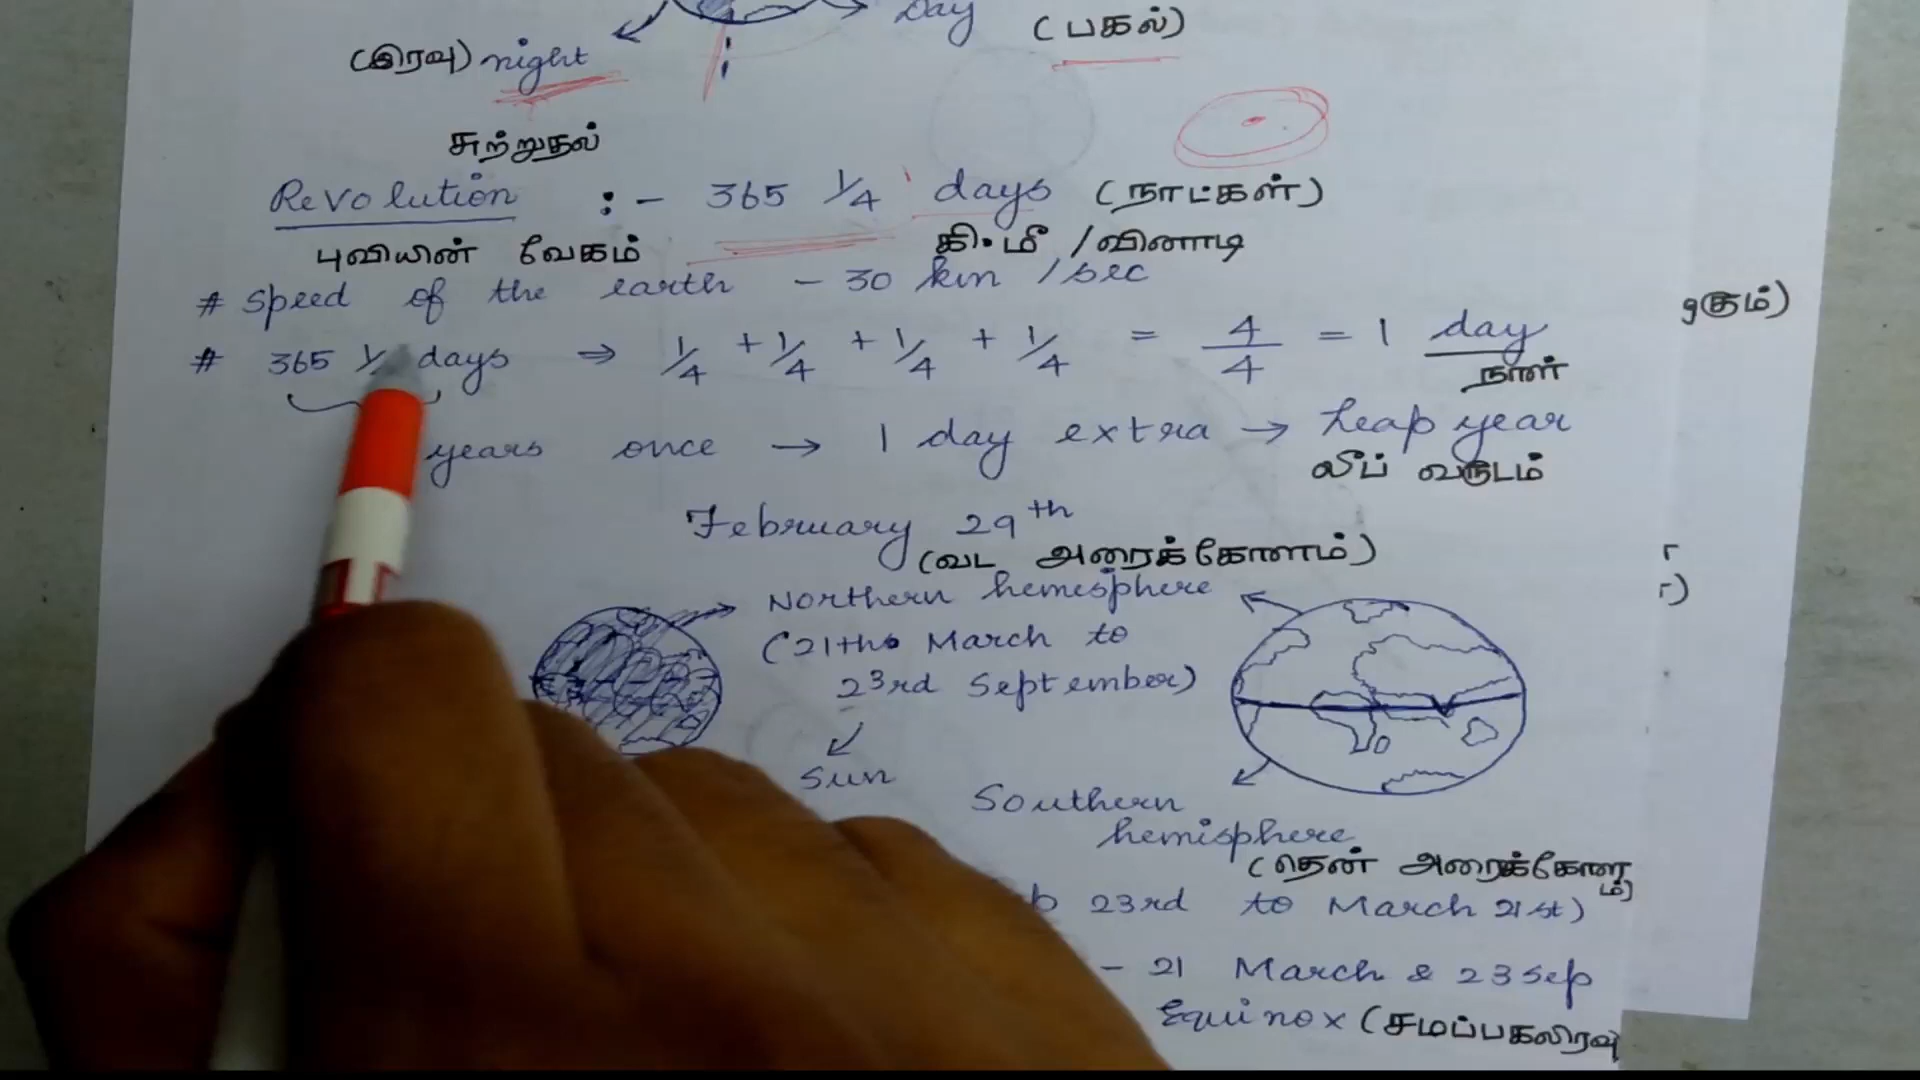 Day (பகல்)
(இரவு) night
சுற்றுதல்
Revolution :- 365 1/4 days (நாட்கள்)
புவியின் வேகம் கி.மீ /வினாடி
# Speed of the earth - 30 km /sec
# 365 1/ days ⇒ 1/4 + 1/4 + 1/4 + 1/4 = 4/4 = 1 day
நாள்
years once → 1 day extra → Leap year
லீப் வருடம்
February 29th
(வட அரைக்கோணம்)
Northern hemisphere
(21th March to
23rd September)
Sun
Southern
hemisphere
(தென் அரைக்கோண
ம்)
23rd to March 21st)
- 21 March & 23 Sep
Equinox (சமப்பகலிரவு